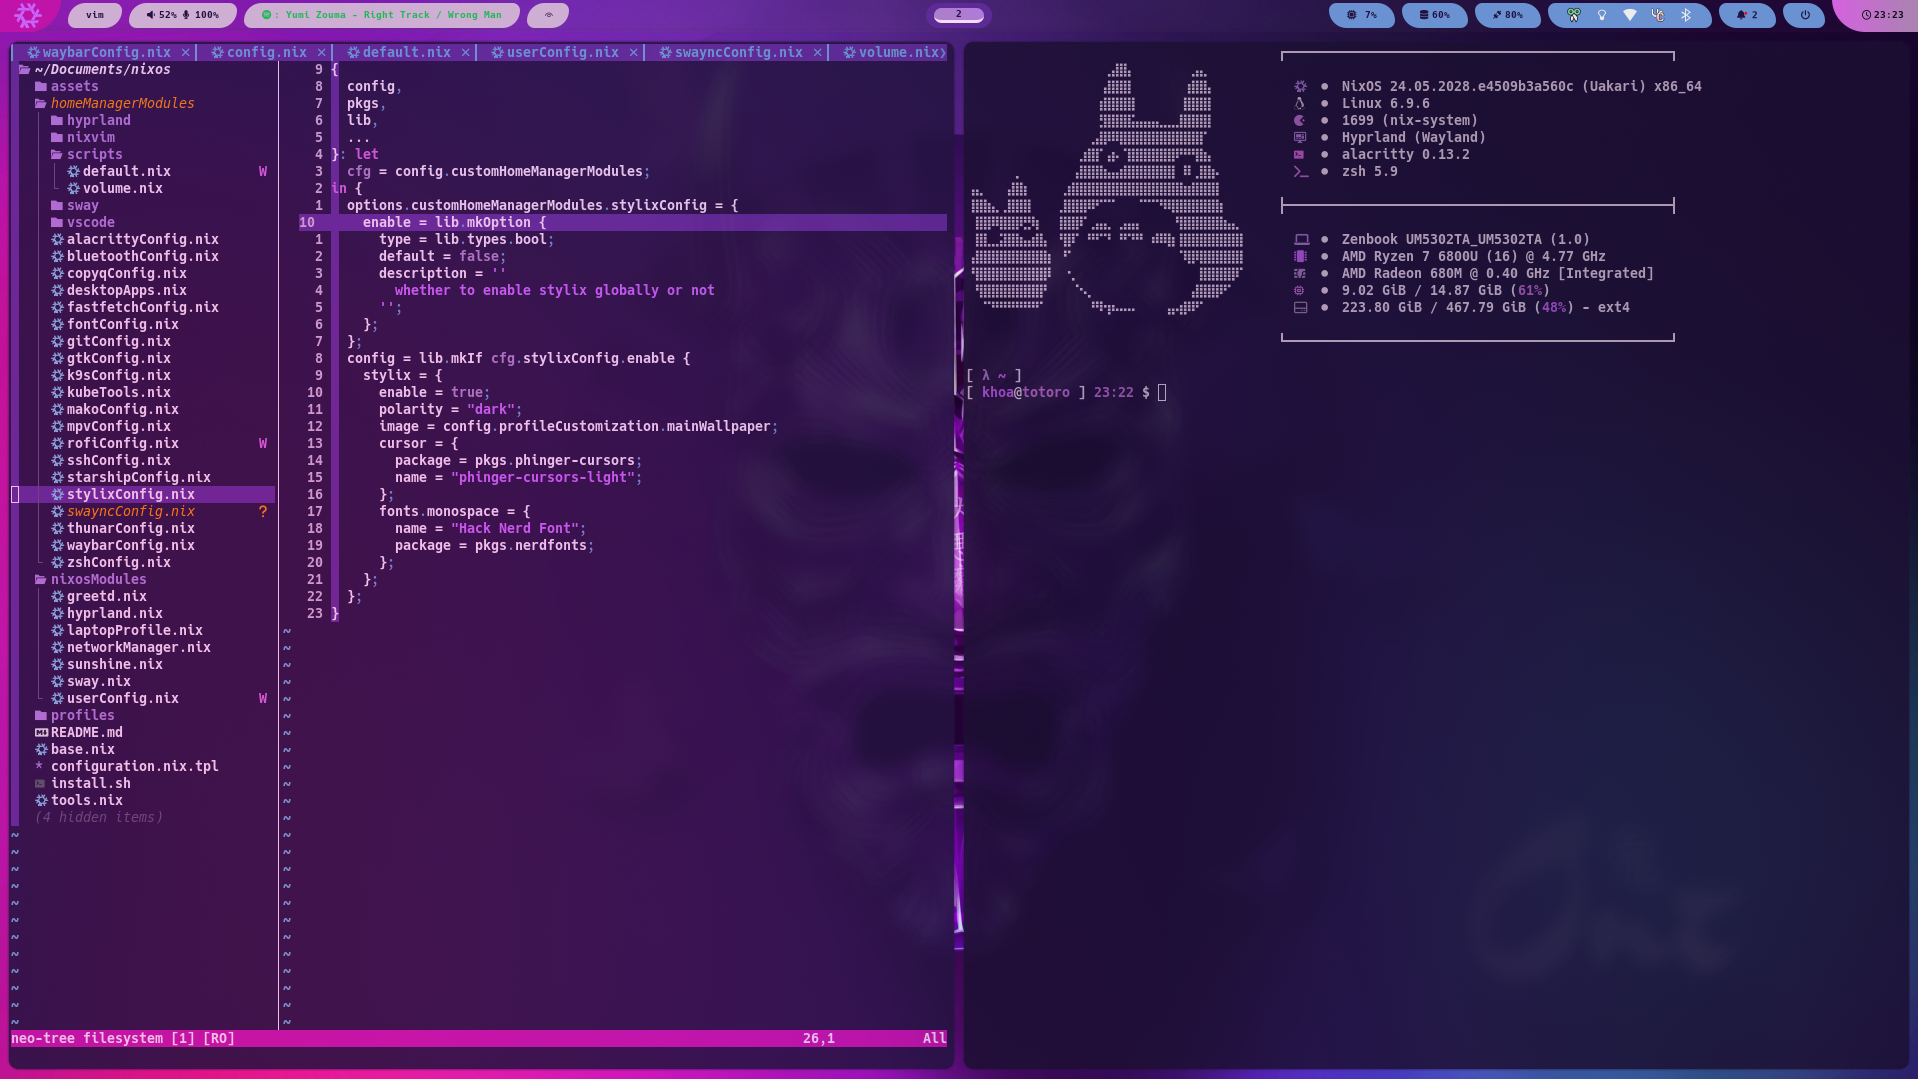 vim
52% 100%
: Yumi Zouma - Right Track / Wrong Man
2
7%
60%
80%
2
23:23
waybarConfig.nix × config.nix × default.nix × userConfig.nix × swayncConfig.nix × volume.nix
~/Documents/nixos
assets
homeManagerModules
hyprland
nixvim
scripts
default.nix W
volume.nix
sway
vscode
alacrittyConfig.nix
bluetoothConfig.nix
copyqConfig.nix
desktopApps.nix
fastfetchConfig.nix
fontConfig.nix
gitConfig.nix
gtkConfig.nix
k9sConfig.nix
kubeTools.nix
makoConfig.nix
mpvConfig.nix
rofiConfig.nix W
sshConfig.nix
starshipConfig.nix
stylixConfig.nix
swayncConfig.nix ?
thunarConfig.nix
waybarConfig.nix
zshConfig.nix
nixosModules
greetd.nix
hyprland.nix
laptopProfile.nix
networkManager.nix
sunshine.nix
sway.nix
userConfig.nix W
profiles
README.md
base.nix
* configuration.nix.tpl
install.sh
tools.nix
(4 hidden items)
9 {
8 config,
7 pkgs,
6 lib,
5 ...
4 }: let
3 cfg = config.customHomeManagerModules;
2 in {
1 options.customHomeManagerModules.stylixConfig = {
10 enable = lib.mkOption {
1 type = lib.types.bool;
2 default = false;
3 description = ''
4 whether to enable stylix globally or not
5 '';
6 };
7 };
8 config = lib.mkIf cfg.stylixConfig.enable {
9 stylix = {
10 enable = true;
11 polarity = "dark";
12 image = config.profileCustomization.mainWallpaper;
13 cursor = {
14 package = pkgs.phinger-cursors;
15 name = "phinger-cursors-light";
16 };
17 fonts.monospace = {
18 name = "Hack Nerd Font";
19 package = pkgs.nerdfonts;
20 };
21 };
22 };
23 }
neo-tree filesystem [1] [RO] 26,1 All
● NixOS 24.05.2028.e4509b3a560c (Uakari) x86_64
● Linux 6.9.6
● 1699 (nix-system)
● Hyprland (Wayland)
● alacritty 0.13.2
● zsh 5.9
● Zenbook UM5302TA_UM5302TA (1.0)
● AMD Ryzen 7 6800U (16) @ 4.77 GHz
● AMD Radeon 680M @ 0.40 GHz [Integrated]
● 9.02 GiB / 14.87 GiB (61%)
● 223.80 GiB / 467.79 GiB (48%) - ext4
[ λ ~ ]
[ khoa@totoro ] 23:22 $